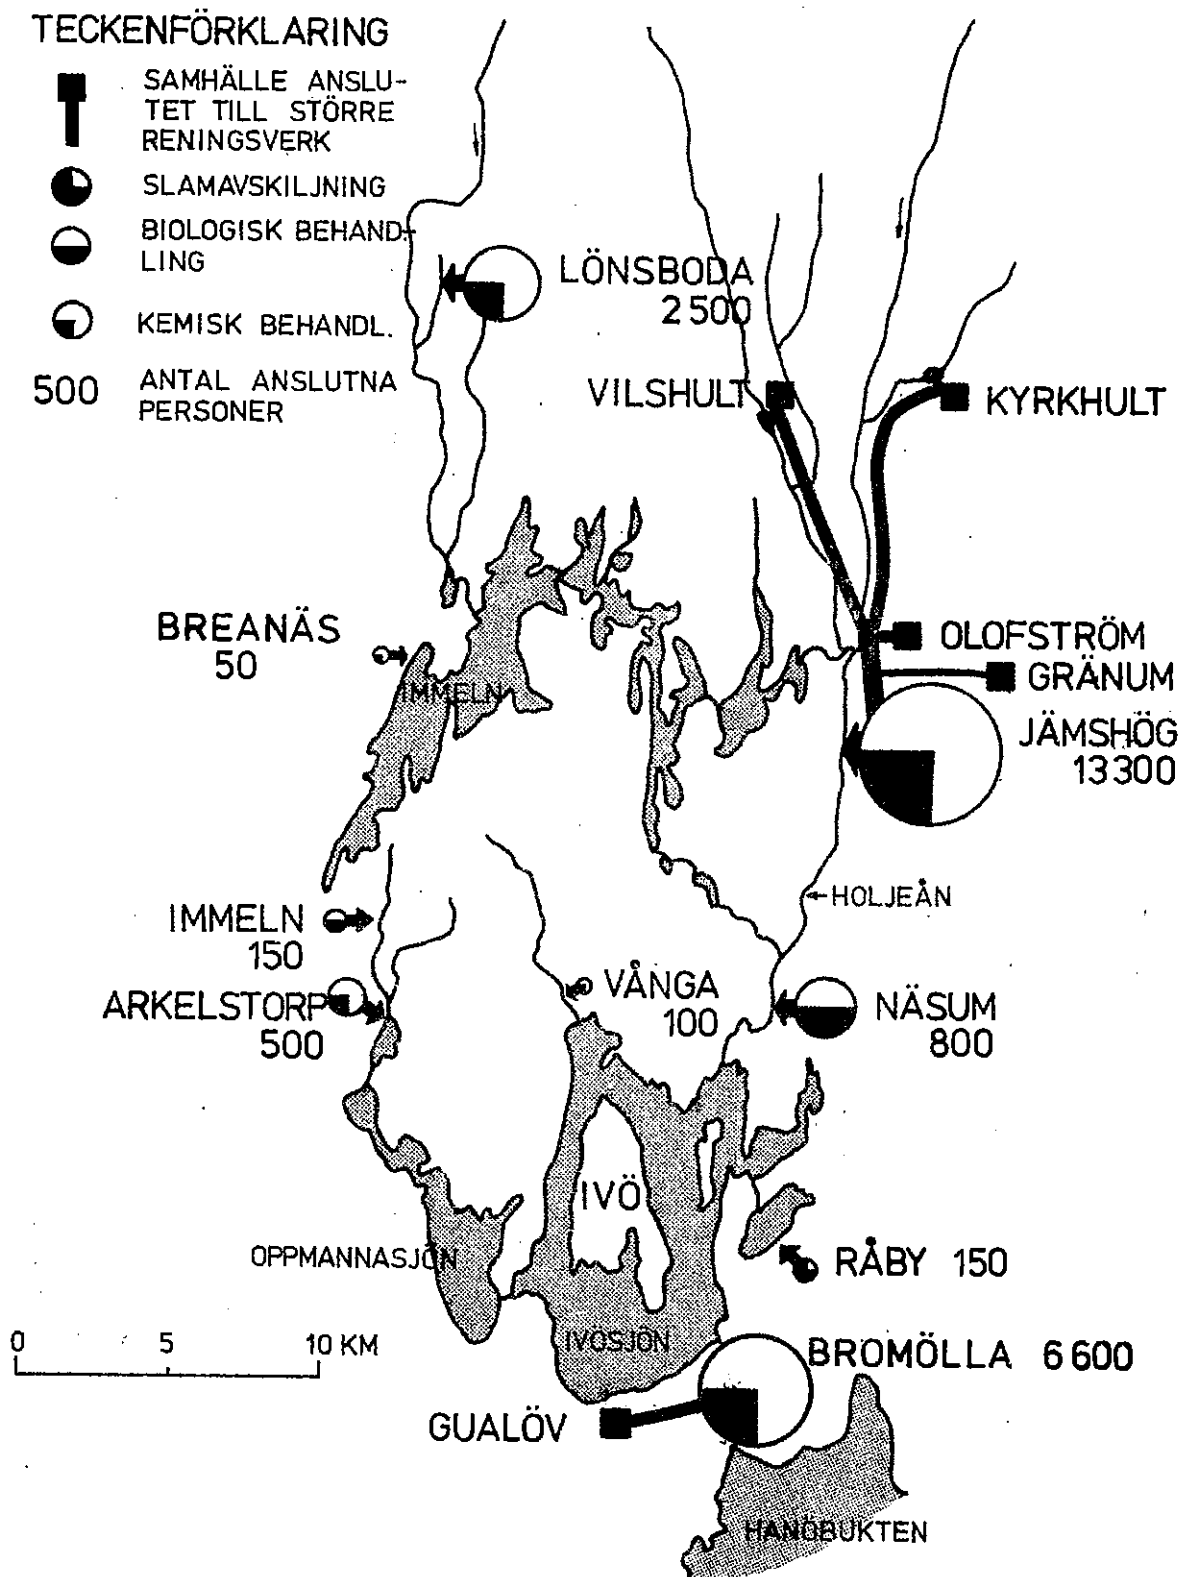 TECKENFÖRKLARING
SAMHÄLLE ANSLU-
TET TILL STÖRRE
RENINGSVERK
SLAMAVSKILJNING
BIOLOGISK BEHAND-
LING
KEMISK BEHANDL.
500 ANTAL ANSLUTNA
PERSONER
LÖNSBODA
2500
VILSHULT
KYRKHULT
BREANÄS
50
IMMELN
OLOFSTRÖM
GRÄNUM
JÄMSHÖG
13300
HOLJEÅN
IMMELN
150
ARKELSTORP
500
VÅNGA
100
NÄSUM
800
IVÖ
OPPMANNASJÖN
RÅBY 150
0 5 10 KM
IVÖSJÖN
BROMÖLLA 6600
GUALÖV
HANÖBUKTEN